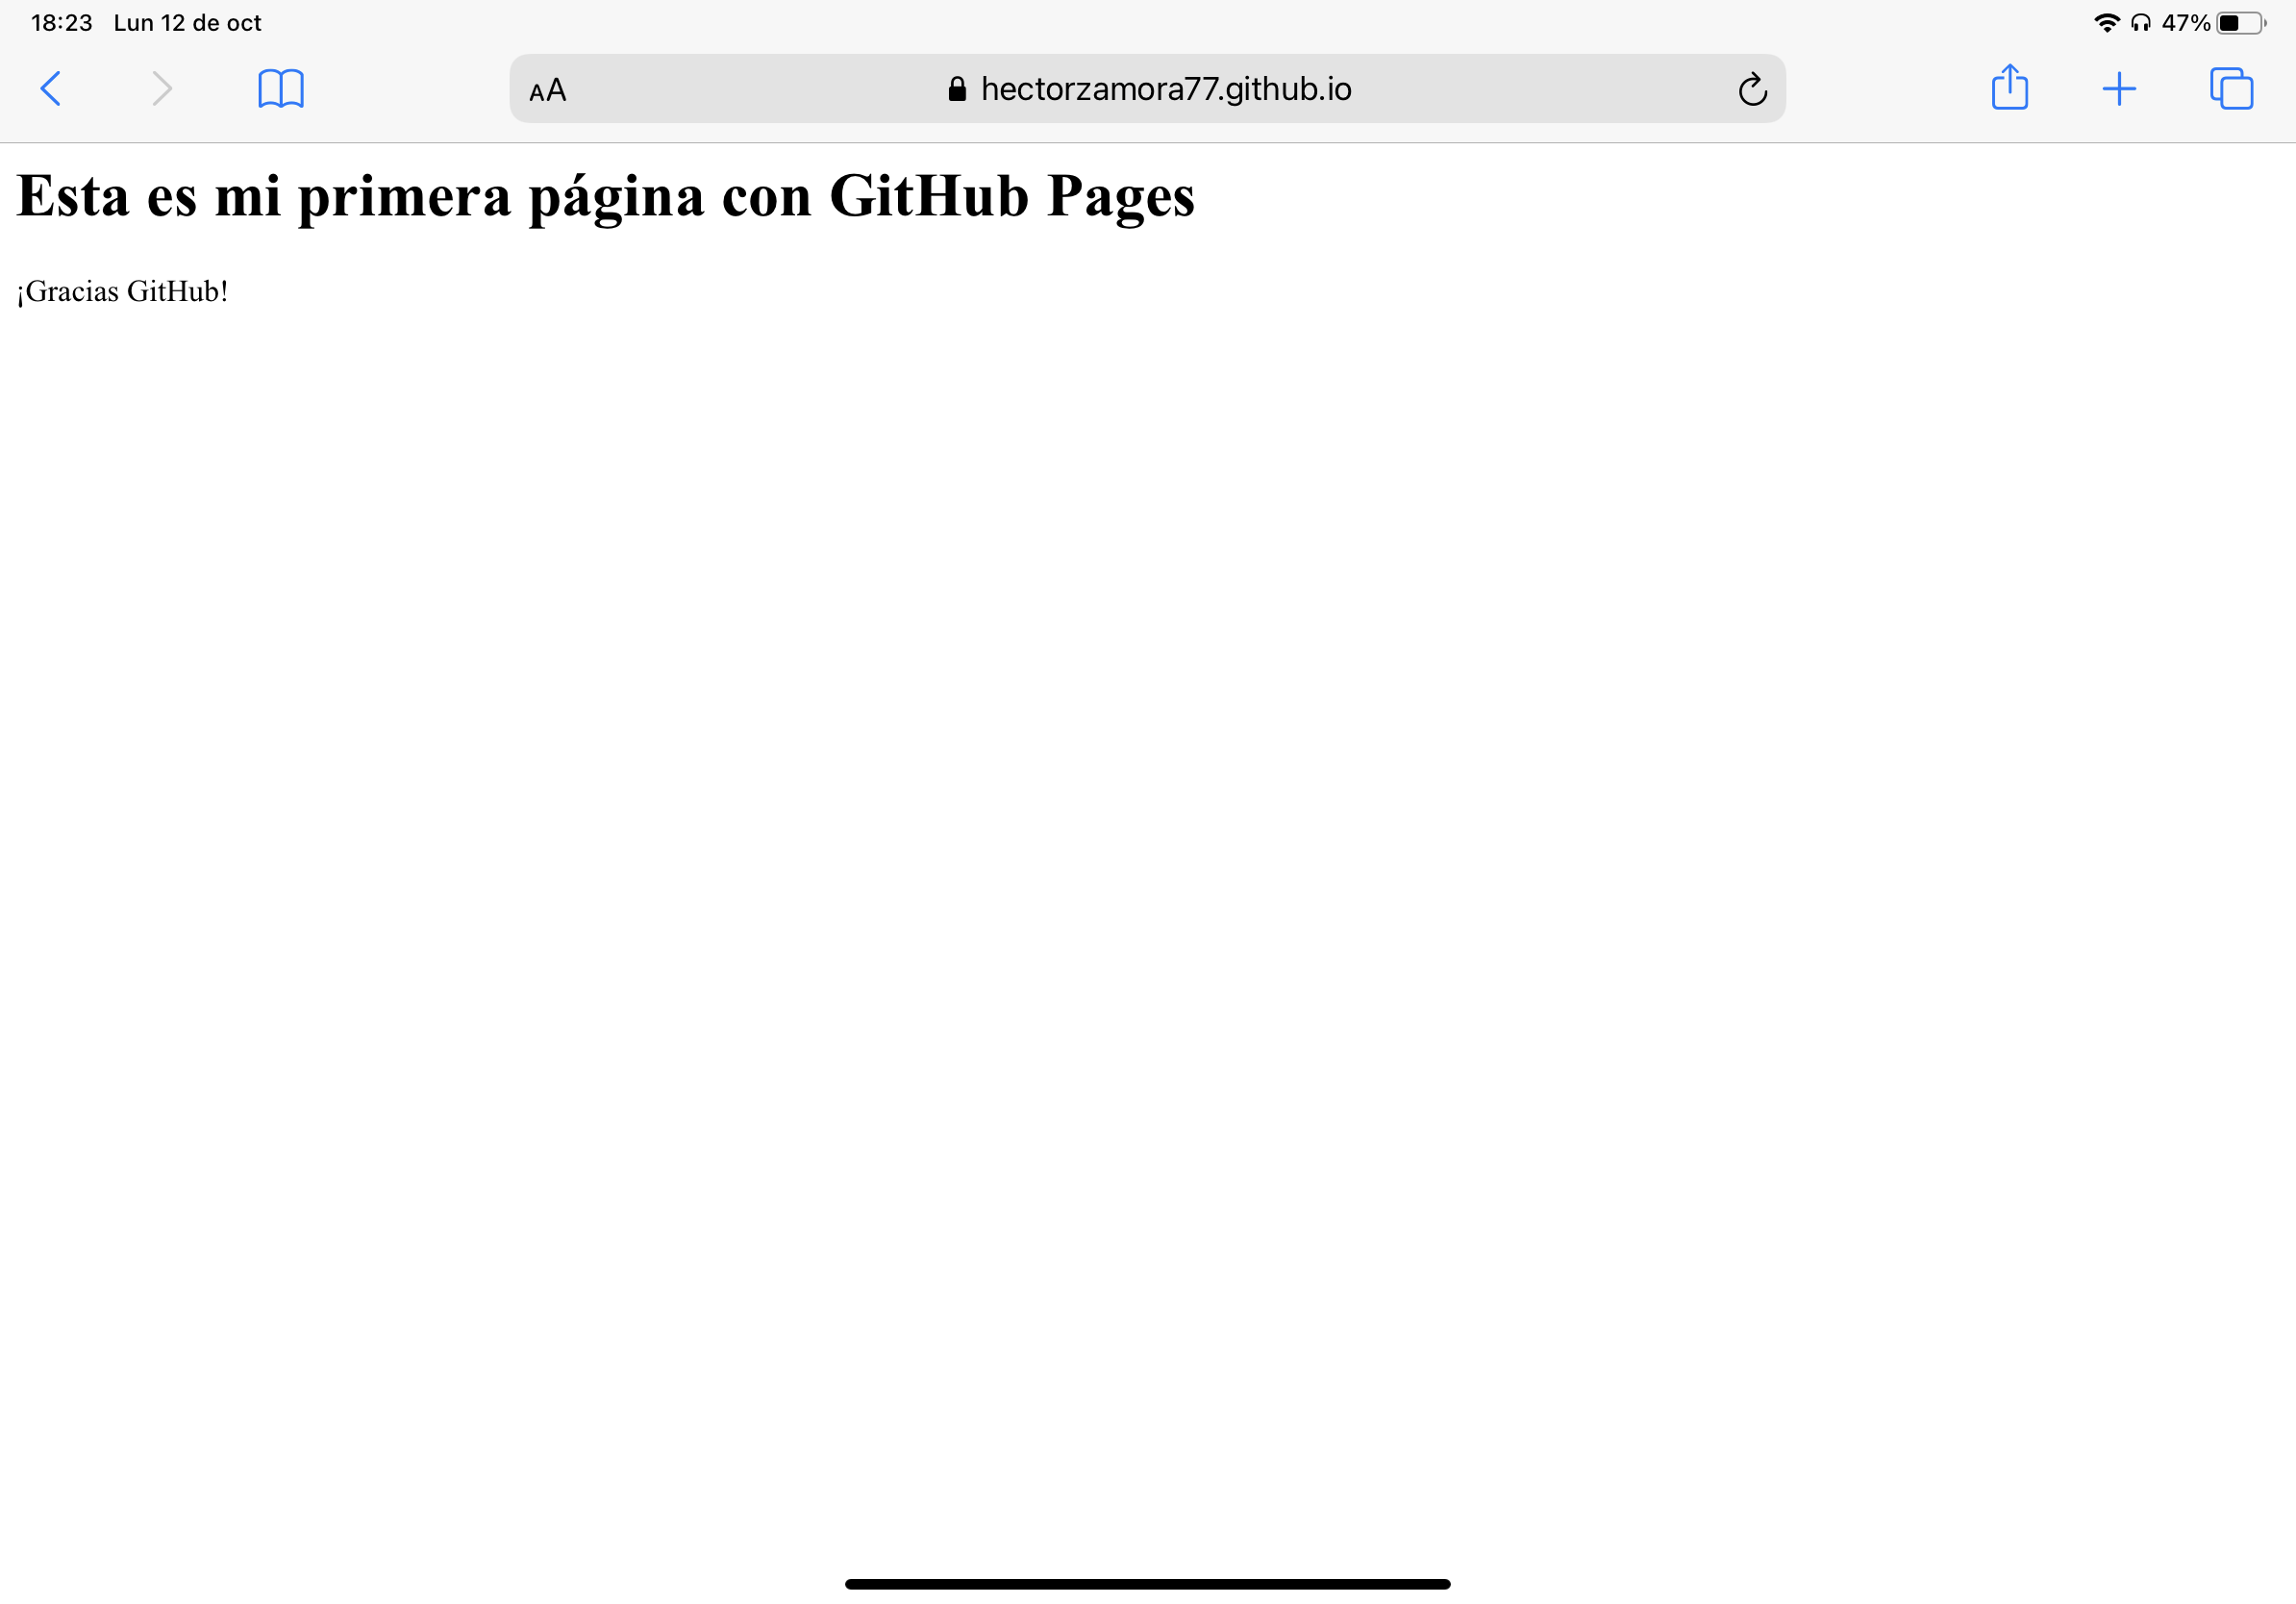 18:23 Lun 12 de oct 47%
AA hectorzamora77.github.io
Esta es mi primera página con GitHub Pages
¡Gracias GitHub!